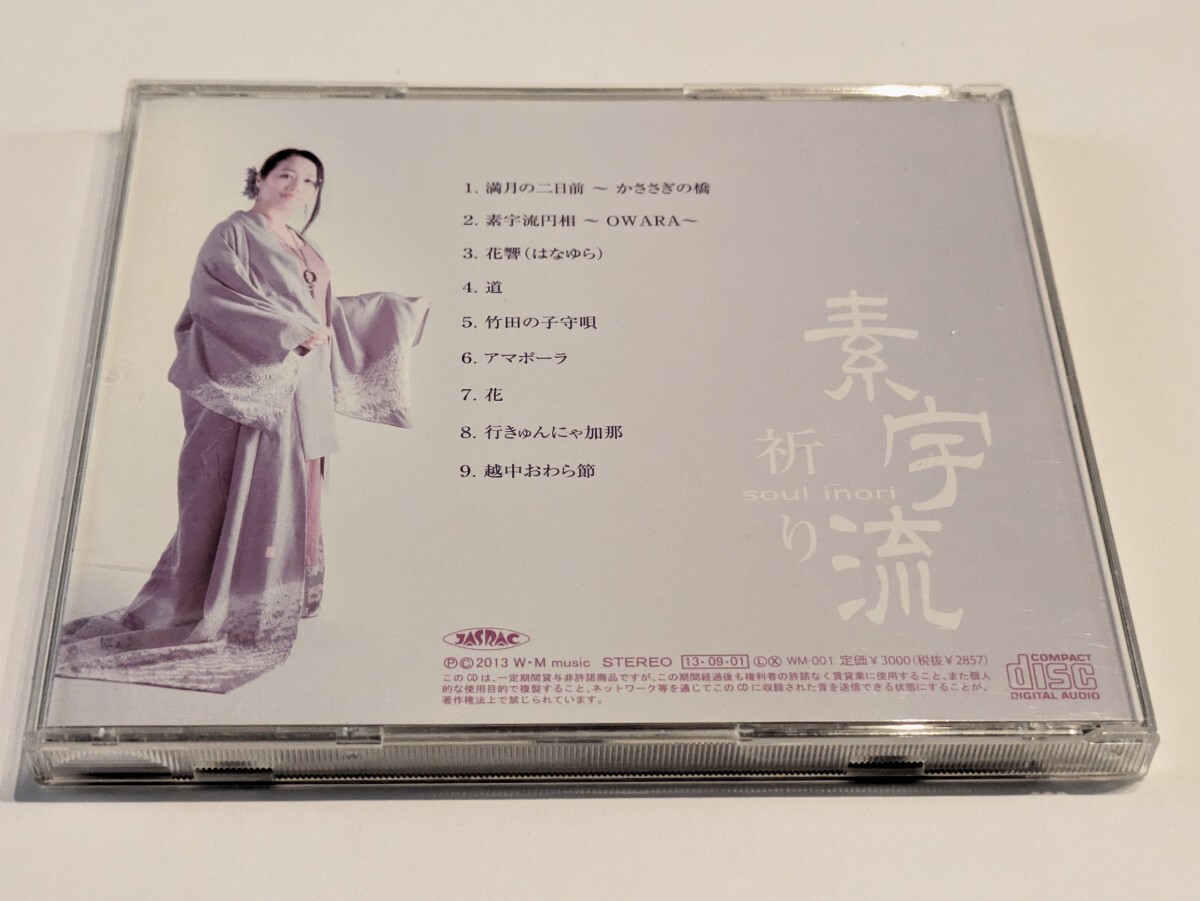 1. 満月の二日前 ～ かささぎの橋
2. 素宇流円相 ～ OWARA～
3. 花響(はなゆら)
4. 道
5. 竹田の子守唄
6. アマポーラ
7. 花
8. 行きゅんにゃ加那
9. 越中おわら節
素宇流
祈り
soul inori
JASRAC
ⓅⒸ2013 W・M music STEREO 13・09・01 ⓁⓍ WM-001 定価￥3000(税抜￥2857)
このCDは、一定期間貸与非許諾商品ですが、この期間経過後も権利者の許諾なく賃貸業に使用すること、また個人
的な使用目的で複製すること、ネットワーク等を通じてこのCDに収録された音を送信できる状態にすることが、
著作権法上で禁じられています。
COMPACT
disc
DIGITAL AUDIO